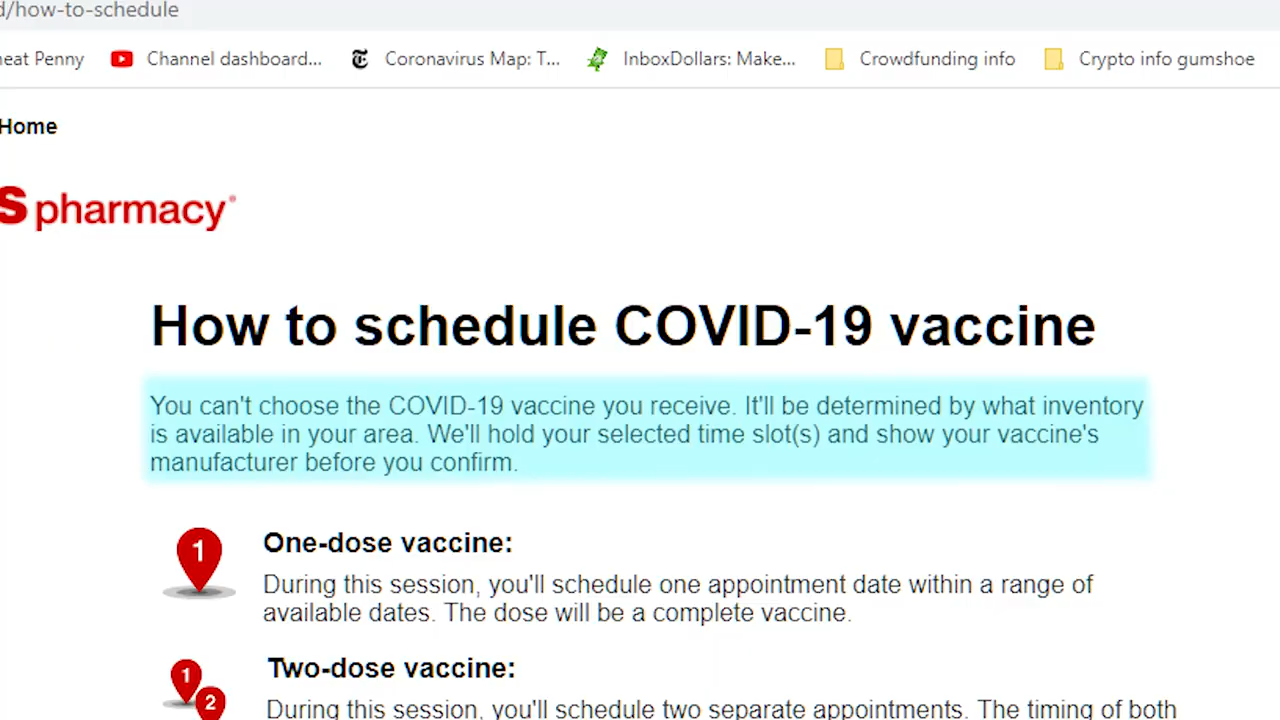 d/how-to-schedule
eat Penny Channel dashboard... Coronavirus Map: T... InboxDollars: Make... Crowdfunding info Crypto info gumshoe
Home
S pharmacy®
How to schedule COVID-19 vaccine
You can't choose the COVID-19 vaccine you receive. It'll be determined by what inventory
is available in your area. We'll hold your selected time slot(s) and show your vaccine's
manufacturer before you confirm.
1
One-dose vaccine:
During this session, you'll schedule one appointment date within a range of
available dates. The dose will be a complete vaccine.
1
2
Two-dose vaccine:
During this session, you'll schedule two separate appointments. The timing of both